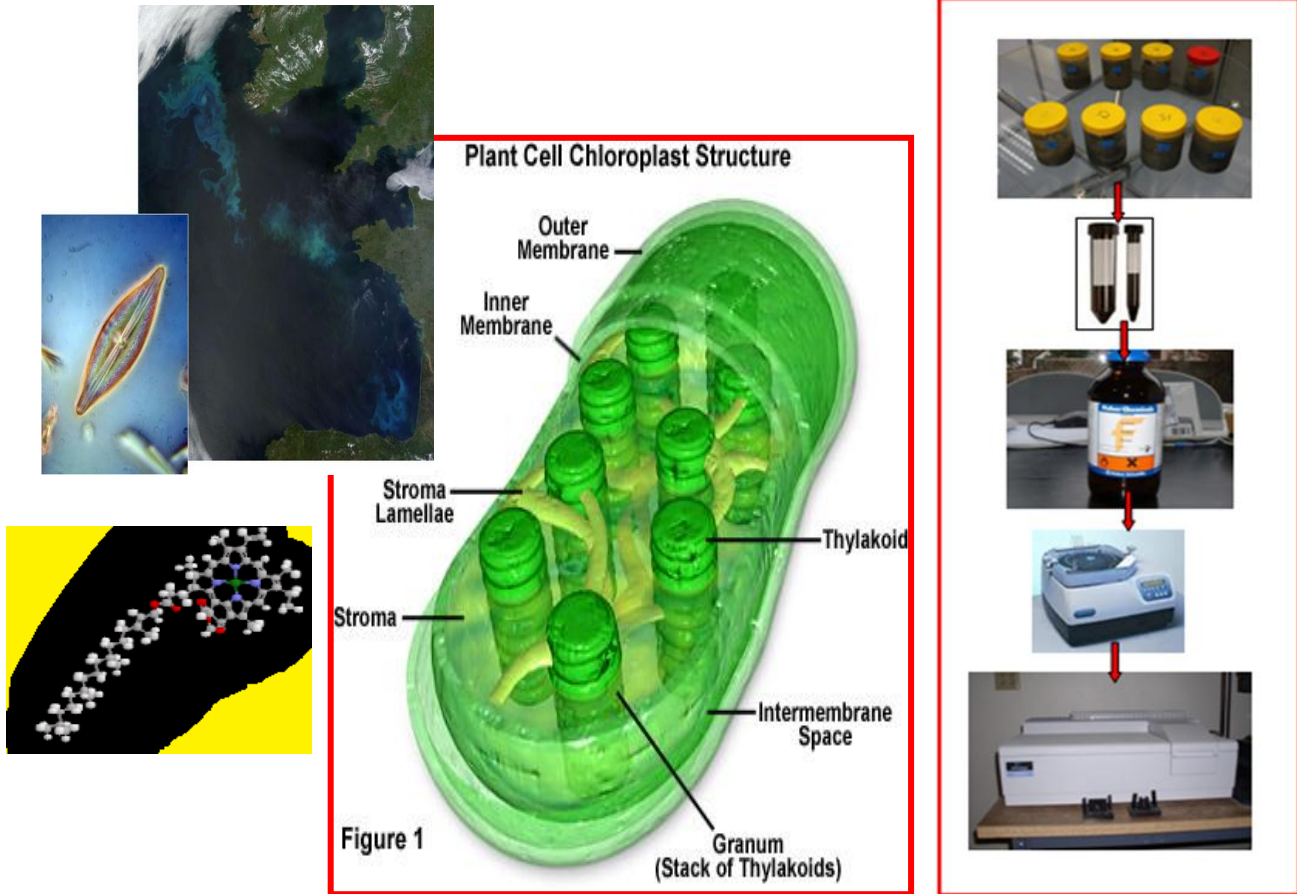 Plant Cell Chloroplast Structure
Outer
Membrane
Inner
Membrane
Stroma
Lamellae
Thylakoid
Stroma
Intermembrane
Space
Granum
(Stack of Thylakoids)
Figure 1
F